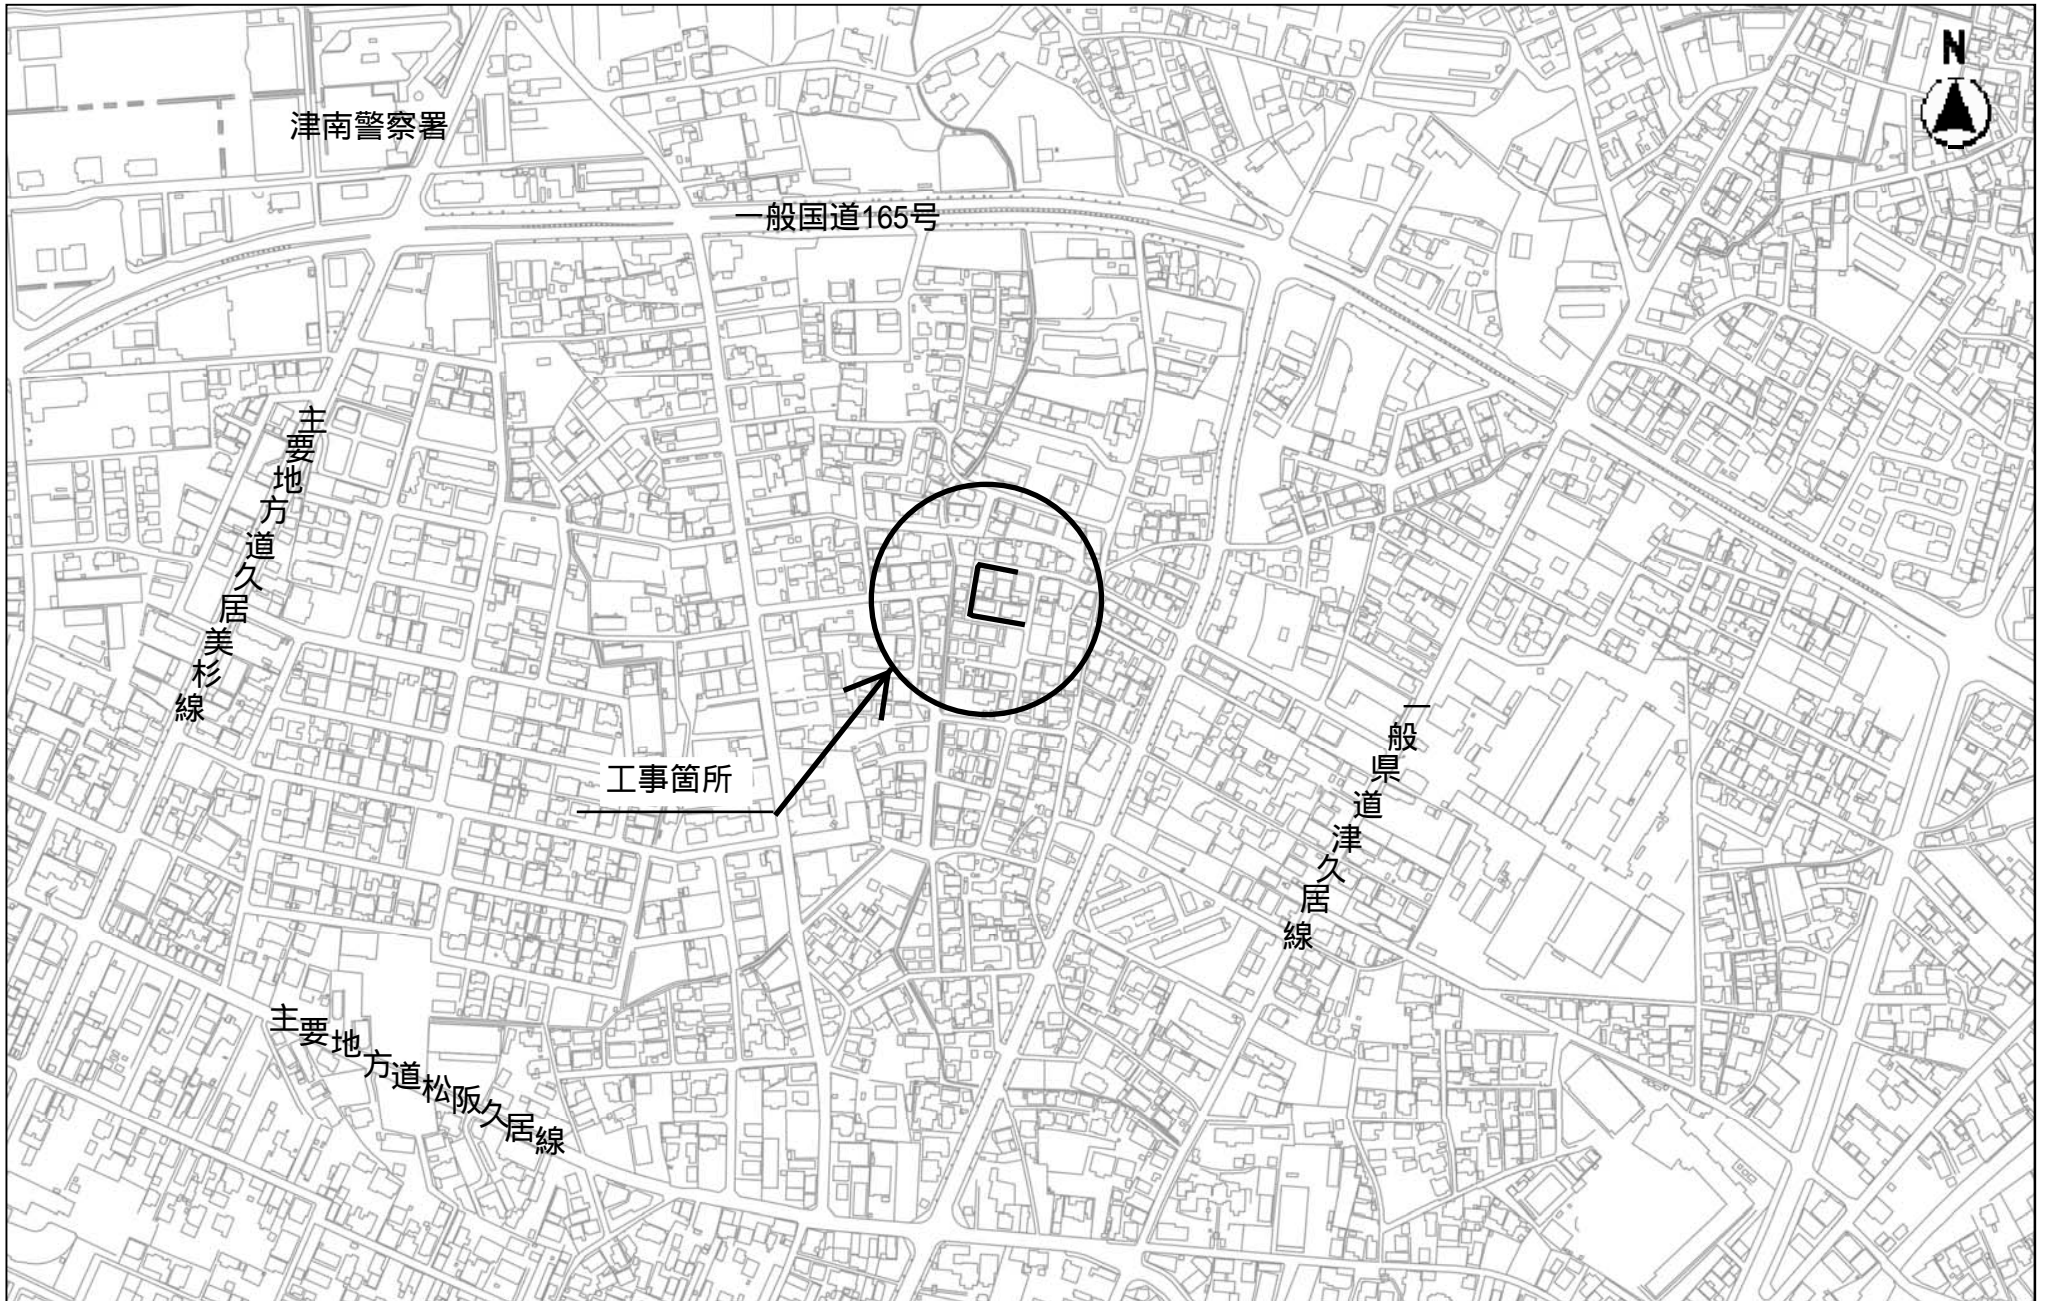 N
津南警察署
一般国道165号
主要地方道久居美杉線
工事箇所
一般県道津久居線
主要地方道松阪久居線